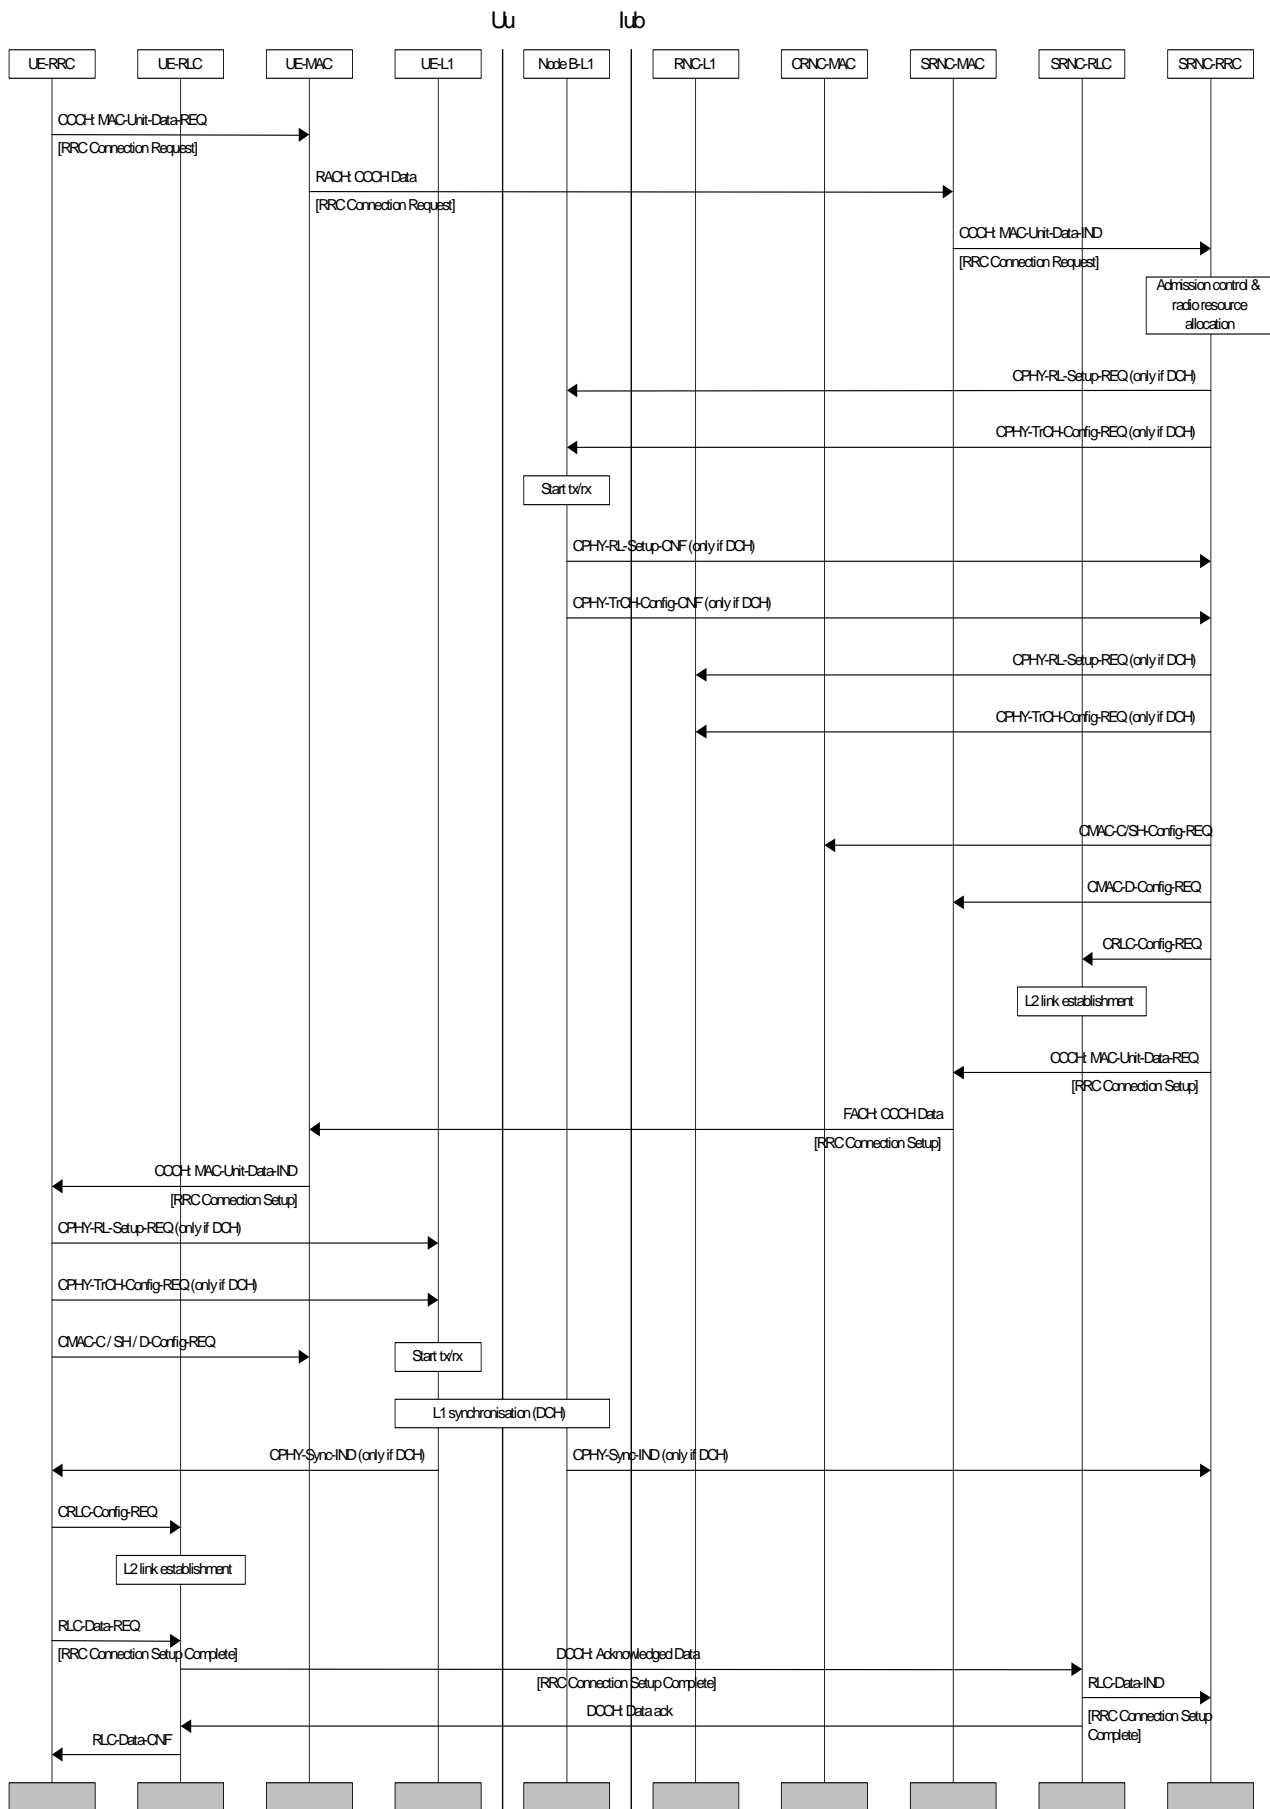 Uu
Iub
UE-RRC
UE-RLC
UE-MAC
UE-L1
Node B-L1
RNC-L1
CRNC-MAC
SRNC-MAC
SRNC-RLC
SRNC-RRC
CCCH: MAC-Unit-Data-REQ
[RRC Connection Request]
RACH: CCCH Data
[RRC Connection Request]
CCCH: MAC-Unit-Data-IND
[RRC Connection Request]
Admission control &
radio resource
allocation
CPHY-RL-Setup-REQ (only if DCH)
CPHY-TrCH-Config-REQ (only if DCH)
Start tx/rx
CPHY-RL-Setup-CNF (only if DCH)
CPHY-TrCH-Config-CNF (only if DCH)
CPHY-RL-Setup-REQ (only if DCH)
CPHY-TrCH-Config-REQ (only if DCH)
CMAC-C/SH-Config-REQ
CMAC-D-Config-REQ
CRLC-Config-REQ
L2 link establishment
CCCH: MAC-Unit-Data-REQ
[RRC Connection Setup]
FACH: CCCH Data
[RRC Connection Setup]
CCCH: MAC-Unit-Data-IND
[RRC Connection Setup]
CPHY-RL-Setup-REQ (only if DCH)
CPHY-TrCH-Config-REQ (only if DCH)
CMAC-C / SH / D-Config-REQ
Start tx/rx
L1 synchronisation (DCH)
CPHY-Sync-IND (only if DCH)
CPHY-Sync-IND (only if DCH)
CRLC-Config-REQ
L2 link establishment
RLC-Data-REQ
[RRC Connection Setup Complete]
DCCH: Acknowledged Data
[RRC Connection Setup Complete]
RLC-Data-IND
[RRC Connection Setup
Complete]
DCCH: Data ack
RLC-Data-CNF